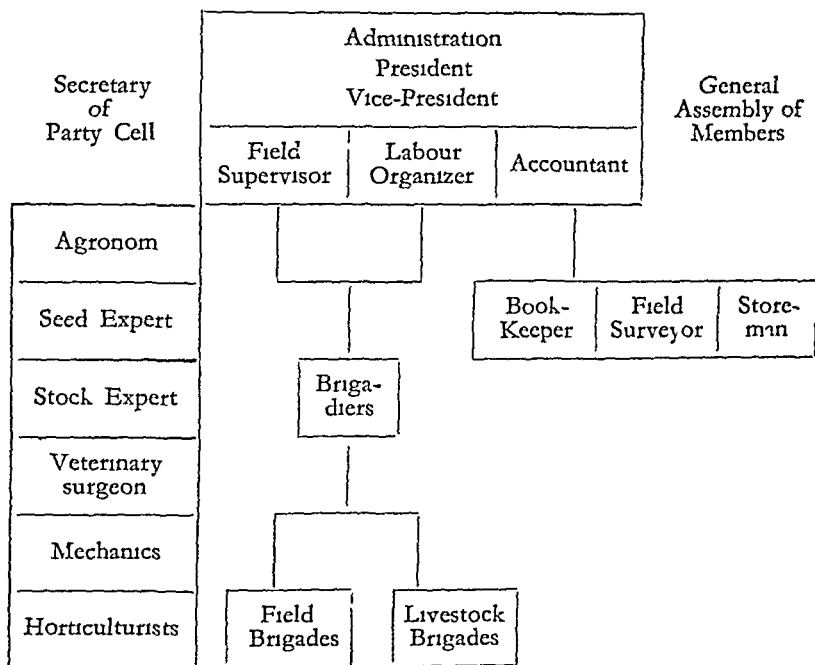 Secretary
of
Party Cell
Administration
President
Vice-President
General
Assembly of
Members
Field
Supervisor
Labour
Organizer
Accountant
Agronom
Seed Expert
Stock Expert
Veterinary
surgeon
Mechanics
Horticulturists
Book-
Keeper
Field
Surveyor
Store-
man
Briga-
diers
Field
Brigades
Livestock
Brigades